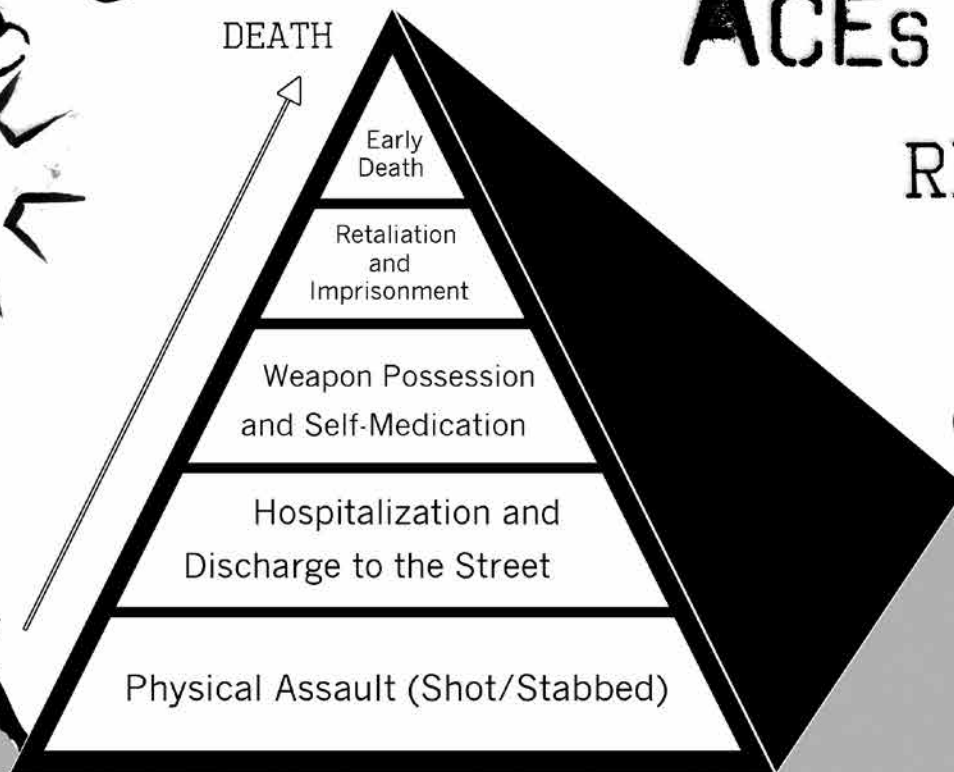 DEATH
ACEs
Early
Death
Retaliation
and
Imprisonment
Weapon Possession
and Self-Medication
Hospitalization and
Discharge to the Street
Physical Assault (Shot/Stabbed)